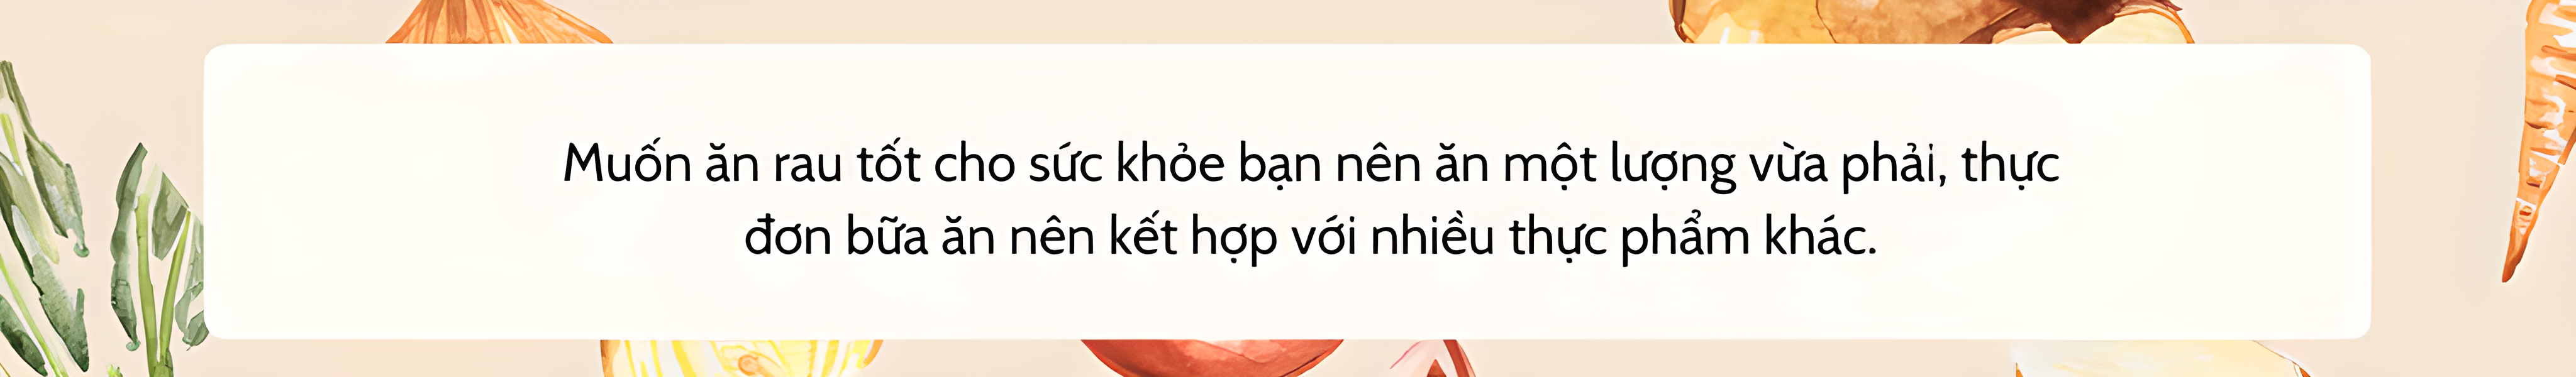 Muốn ăn rau tốt cho sức khỏe bạn nên ăn một lượng vừa phải, thực
đơn bữa ăn nên kết hợp với nhiều thực phẩm khác.